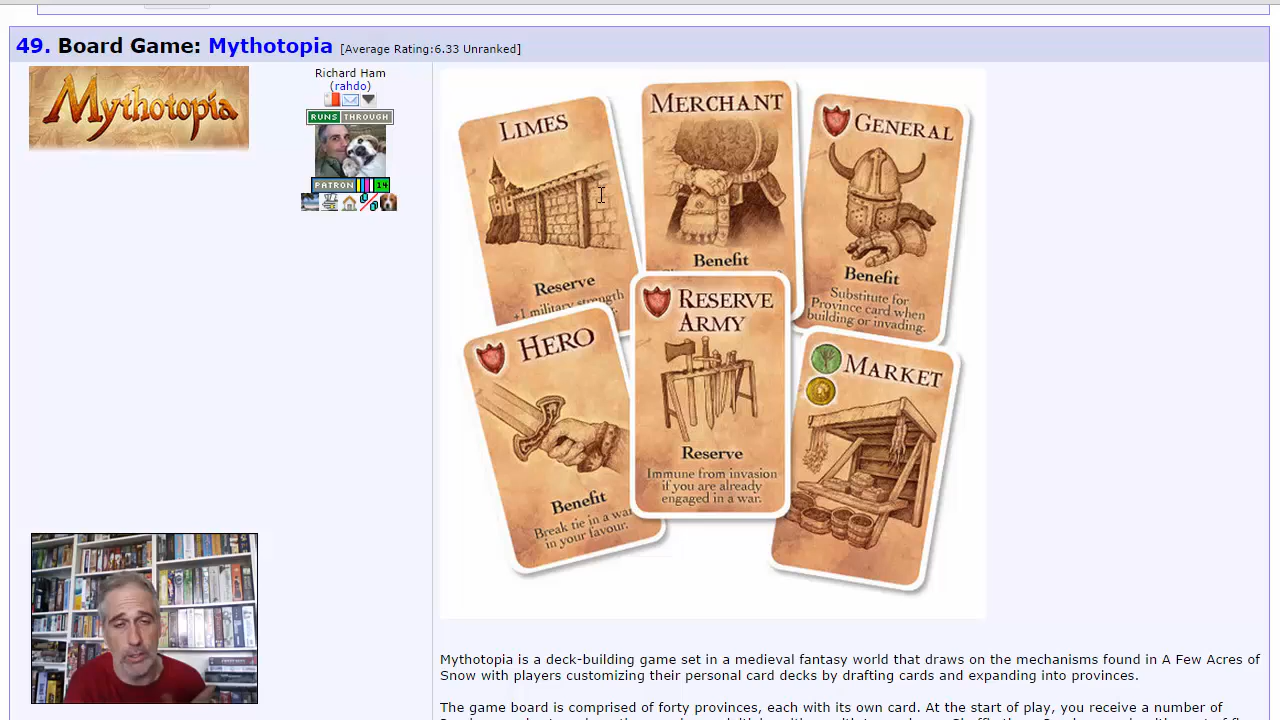 49. Board Game: Mythotopia [Average Rating:6.33 Unranked]
Mythotopia
Richard Ham
(rahdo)
RUNS THROUGH
PATRON 14
LIMES
Reserve
+1 military strength
MERCHANT
Benefit
GENERAL
Benefit
Substitute for
Province card when
building or invading.
HERO
Benefit
Break tie in a war
in your favour.
RESERVE
ARMY
Reserve
Immune from invasion
if you are already
engaged in a war.
MARKET
Mythotopia is a deck-building game set in a medieval fantasy world that draws on the mechanisms found in A Few Acres of
Snow with players customizing their personal card decks by drafting cards and expanding into provinces.
The game board is comprised of forty provinces, each with its own card. At the start of play, you receive a number of